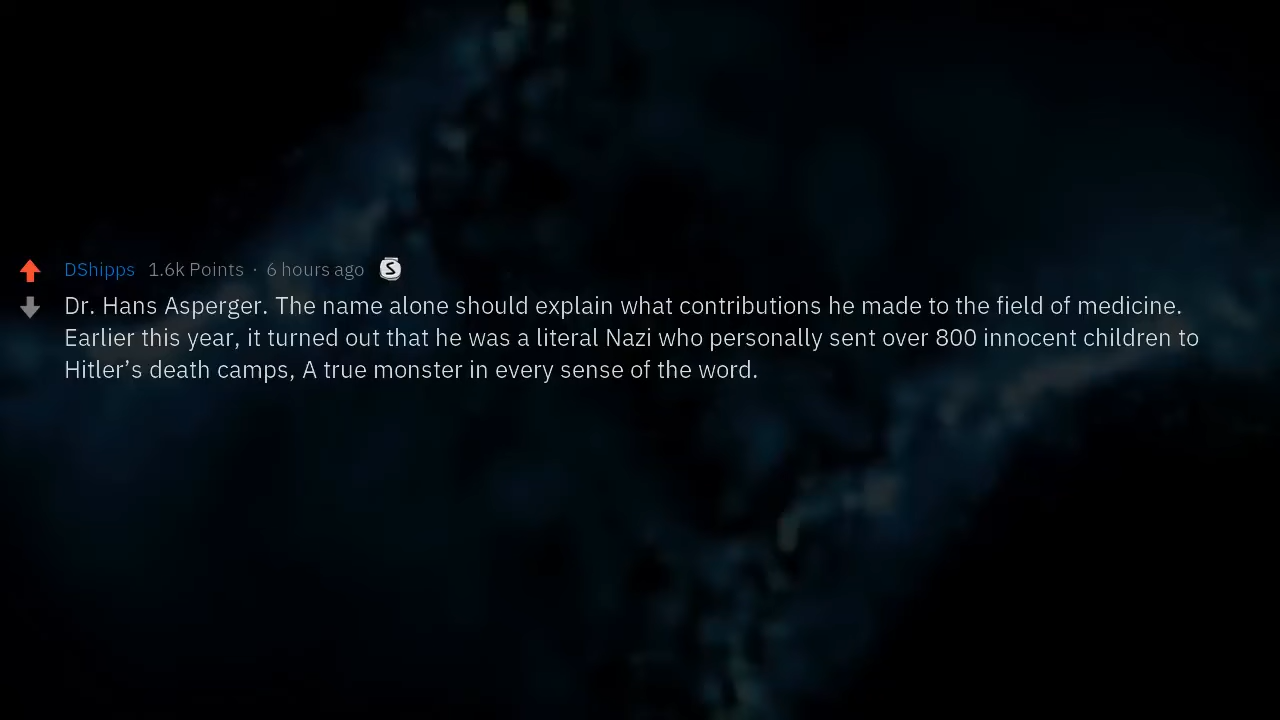 DShipps 1.6k Points · 6 hours ago S
Dr. Hans Asperger. The name alone should explain what contributions he made to the field of medicine.
Earlier this year, it turned out that he was a literal Nazi who personally sent over 800 innocent children to
Hitler’s death camps, A true monster in every sense of the word.